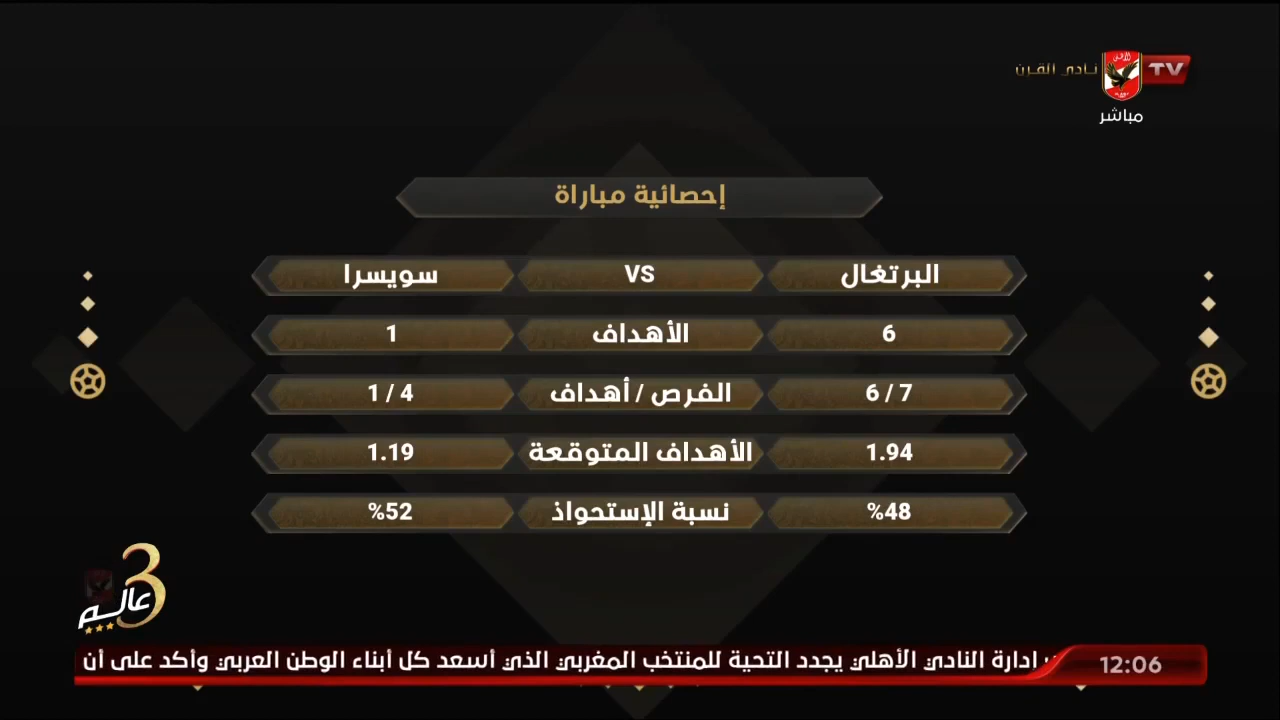 نادي القرن TV
مباشر
إحصائية مباراة
البرتغال VS سويسرا
6 الأهداف 1
6 / 7 الفرص / أهداف 1 / 4
1.94 الأهداف المتوقعة 1.19
%48 نسبة الإستحواذ %52
3 عالم
12:06 ادارة النادي الأهلي يجدد التحية للمنتخب المغربي الذي أسعد كل أبناء الوطن العربي وأكد على أن